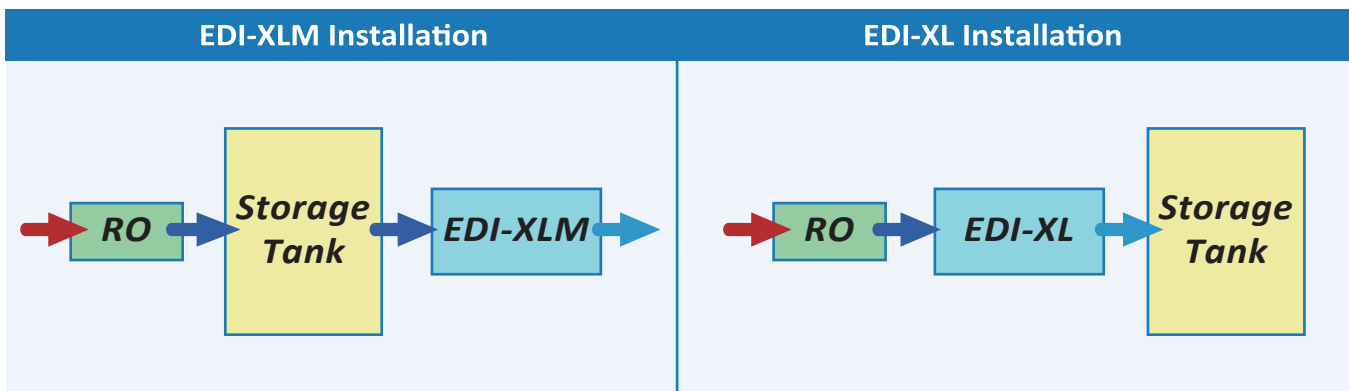 EDI-XLM Installation
EDI-XL Installation
RO
Storage
Tank
EDI-XLM
RO
EDI-XL
Storage
Tank